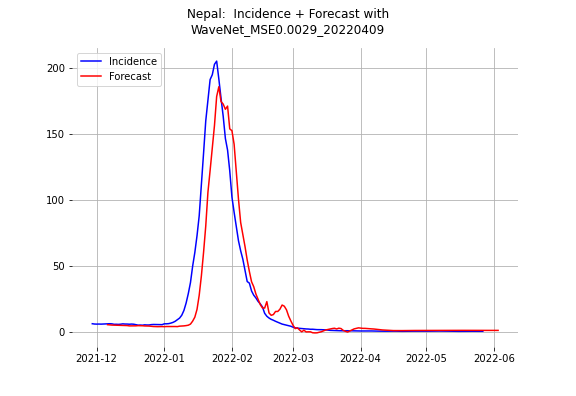 Nepal:  Incidence + Forecast with
WaveNet_MSE0.0029_20220409
Incidence
Forecast
200
150
100
50
0
2021-12 2022-01 2022-02 2022-03 2022-04 2022-05 2022-06